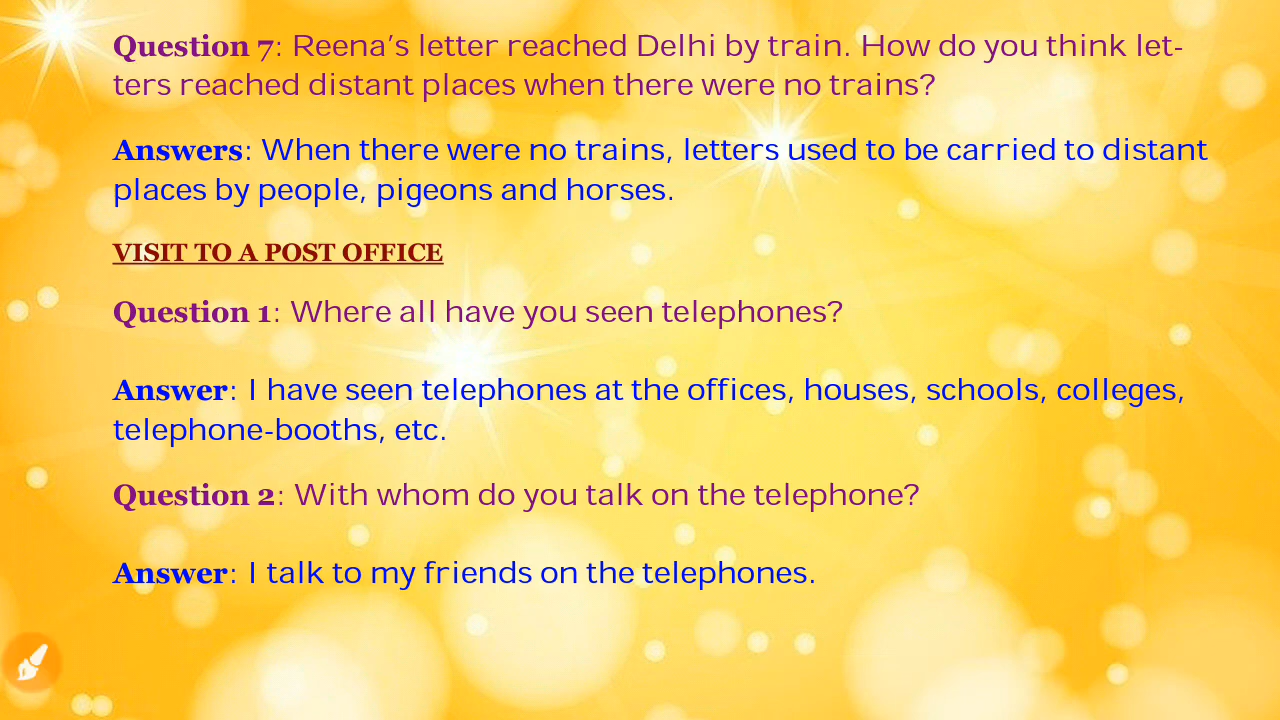 Question 7: Reena’s letter reached Delhi by train. How do you think let-
ters reached distant places when there were no trains?
Answers: When there were no trains, letters used to be carried to distant
places by people, pigeons and horses.
VISIT TO A POST OFFICE
Question 1: Where all have you seen telephones?
Answer: I have seen telephones at the offices, houses, schools, colleges,
telephone-booths, etc.
Question 2: With whom do you talk on the telephone?
Answer: I talk to my friends on the telephones.